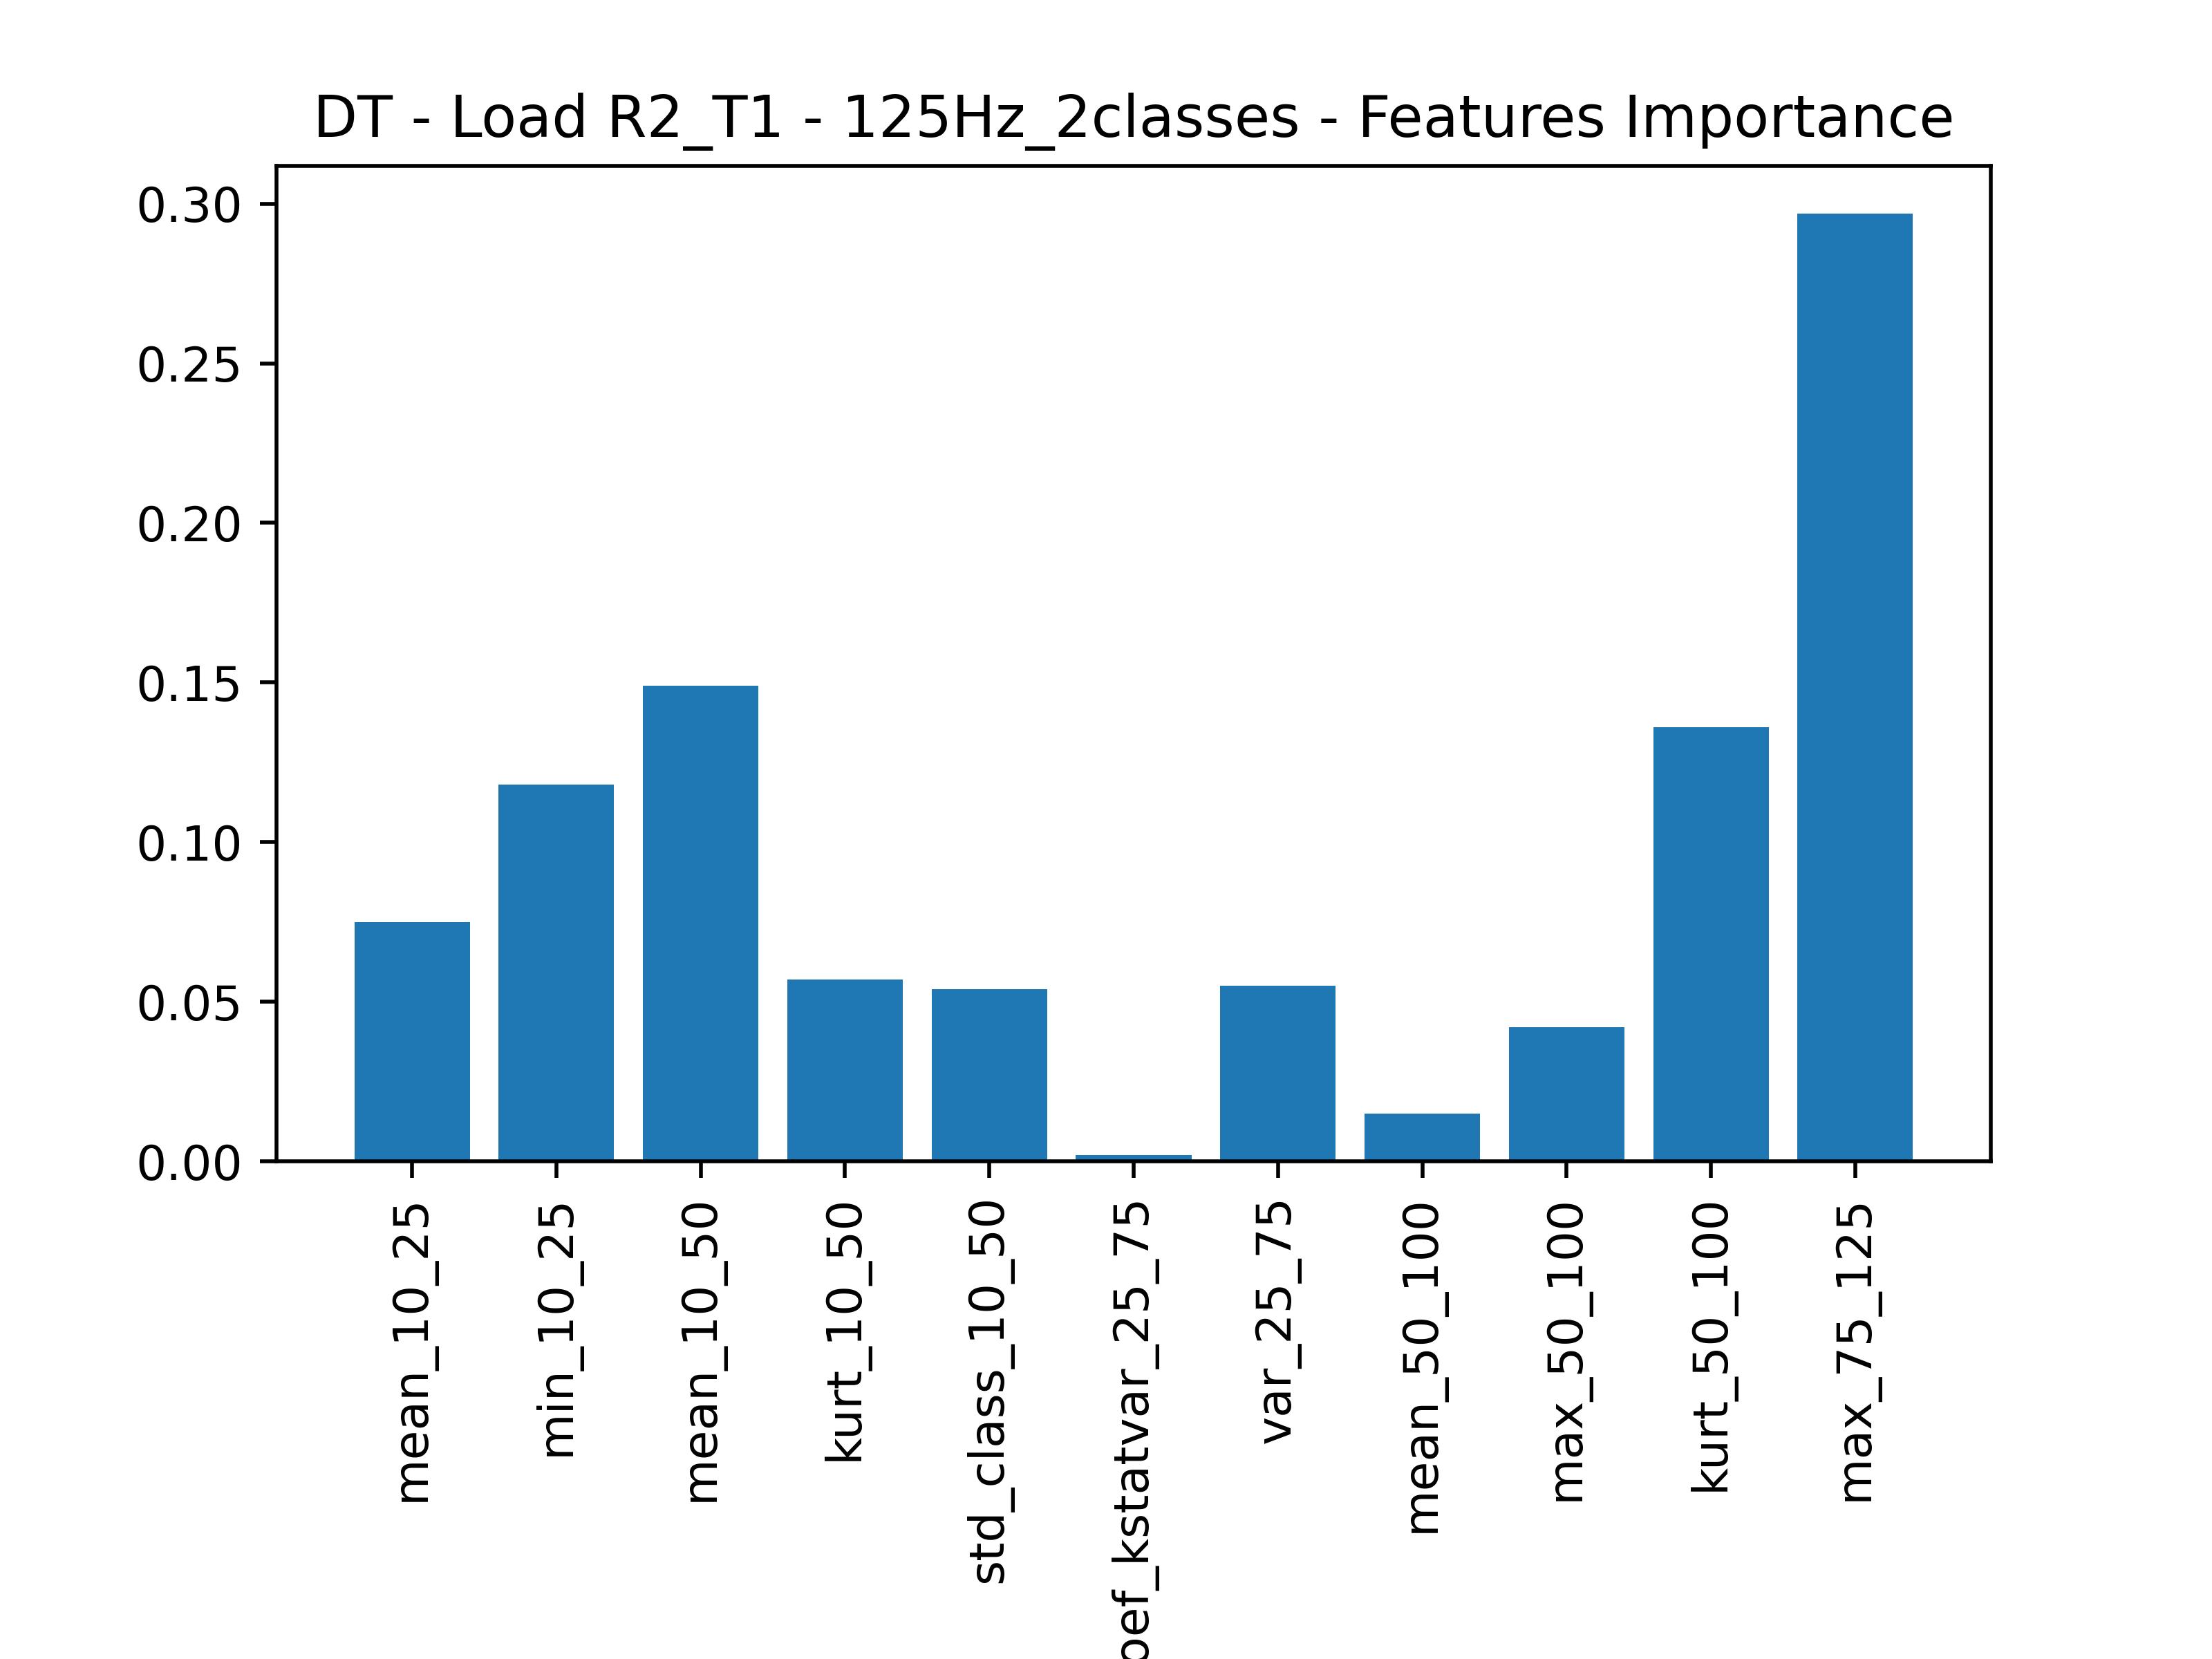 DT - Load R2_T1 - 125Hz_2classes - Features Importance
0.30
0.25
0.20
0.15
0.10
0.05
0.00
mean_10_25
min_10_25
mean_10_50
kurt_10_50
std_class_10_50
oef_kstatvar_25_75
var_25_75
mean_50_100
max_50_100
kurt_50_100
max_75_125